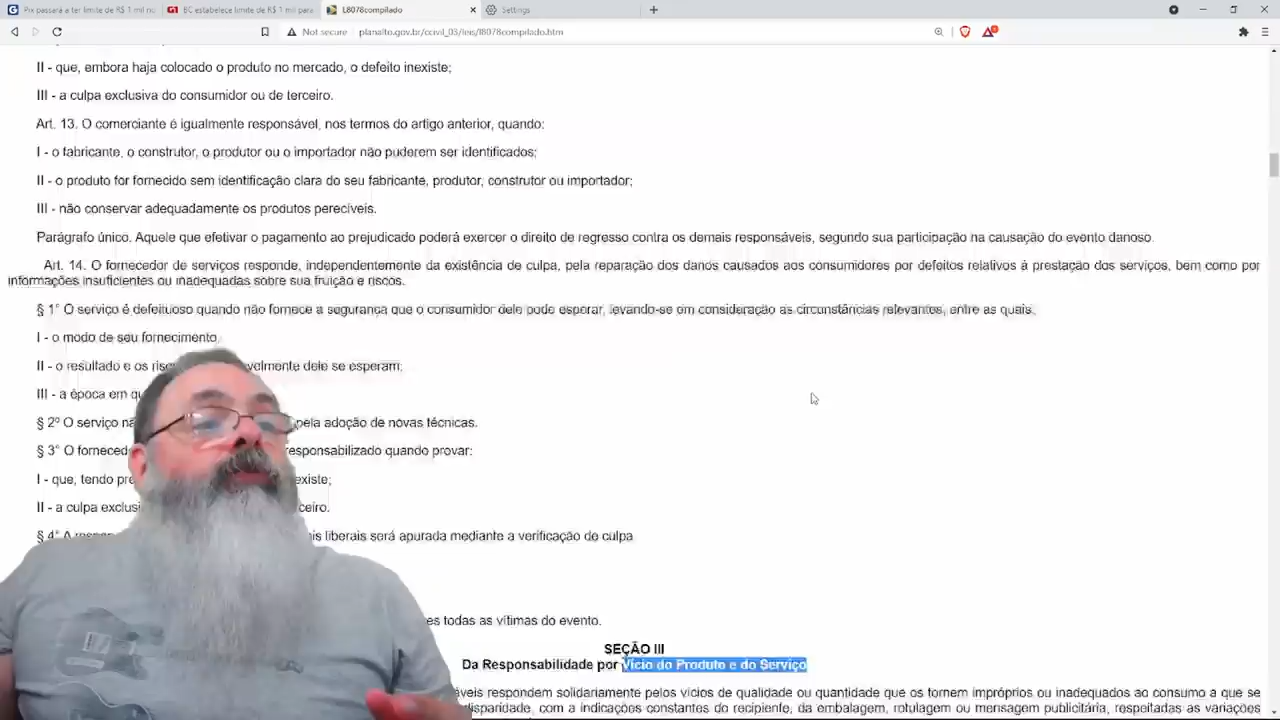 Pix passará a ter limite de R$ 1 mil no
BC estabelece limite de R$ 1 mil para
L8078compilado
Settings
Not secure
planalto.gov.br/ccivil_03/leis/l8078compilado.htm
II - que, embora haja colocado o produto no mercado, o defeito inexiste;
III - a culpa exclusiva do consumidor ou de terceiro.
Art. 13. O comerciante é igualmente responsável, nos termos do artigo anterior, quando:
I - o fabricante, o construtor, o produtor ou o importador não puderem ser identificados;
II - o produto for fornecido sem identificação clara do seu fabricante, produtor, construtor ou importador;
III - não conservar adequadamente os produtos perecíveis.
Parágrafo único. Aquele que efetivar o pagamento ao prejudicado poderá exercer o direito de regresso contra os demais responsáveis, segundo sua participação na causação do evento danoso.
Art. 14. O fornecedor de serviços responde, independentemente da existência de culpa, pela reparação dos danos causados aos consumidores por defeitos relativos à prestação dos serviços, bem como por
informações insuficientes ou inadequadas sobre sua fruição e riscos.
§ 1° O serviço é defeituoso quando não fornece a segurança que o consumidor dele pode esperar, levando-se em consideração as circunstâncias relevantes, entre as quais:
I - o modo de seu fornecimento;
II - o resultado e os velmente dele se esperam;
III - a época em
§ 2º O serviço pela adoção de novas técnicas.
§ 3° O responsabilizado quando provar:
I - que, tendo existe;
II - a culpa
§ 4° A liberais será apurada mediante a verificação de culpa
todas as vítimas do evento.
SEÇÃO III
Da Responsabilidade por Vício do Produto e do Serviço
respondem solidariamente pelos vícios de qualidade ou quantidade que os tornem impróprios ou inadequados ao consumo a que se
disparidade, com a indicações constantes do recipiente, da embalagem, rotulagem ou mensagem publicitária, respeitadas as variações